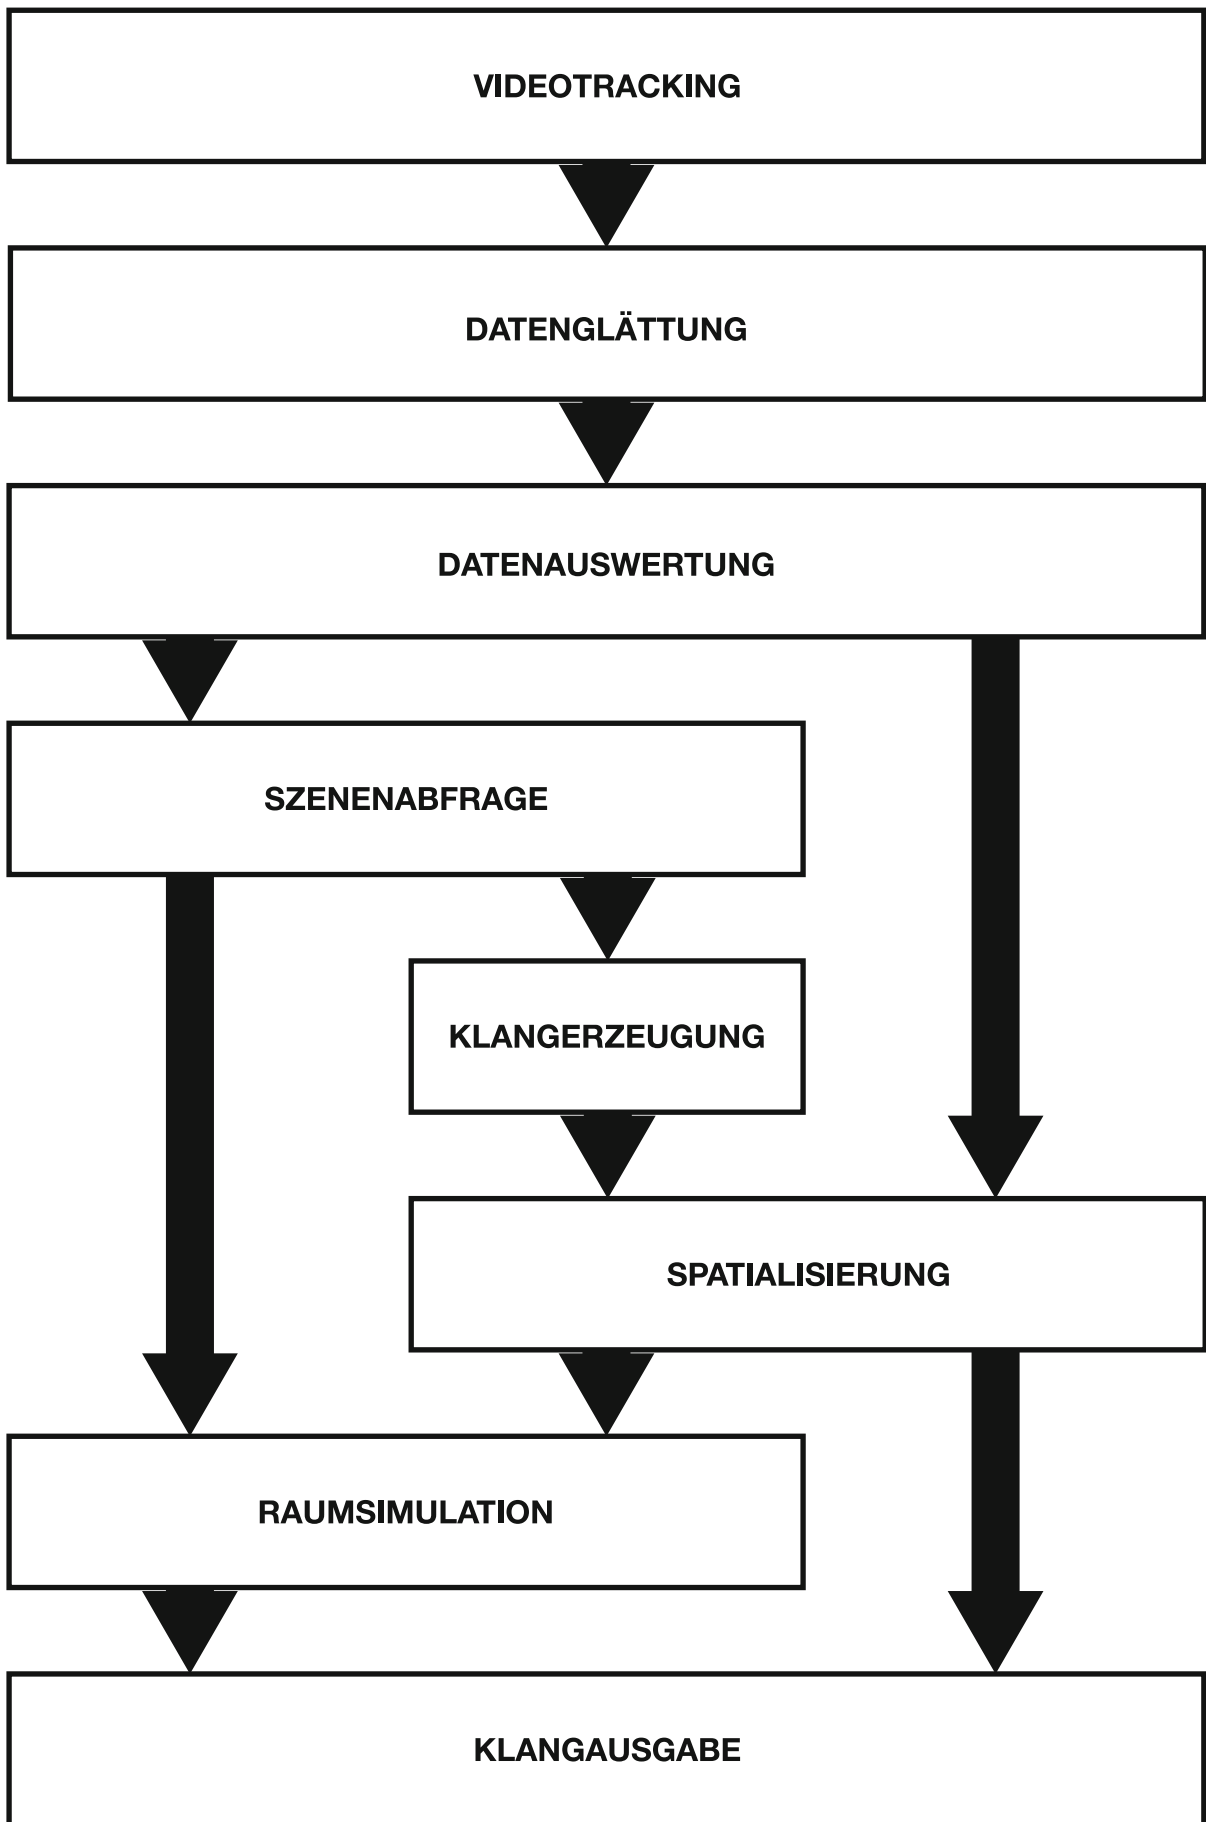 VIDEOTRACKING
DATENGLÄTTUNG
DATENAUSWERTUNG
SZENENABFRAGE
KLANGERZEUGUNG
SPATIALISIERUNG
RAUMSIMULATION
KLANGAUSGABE